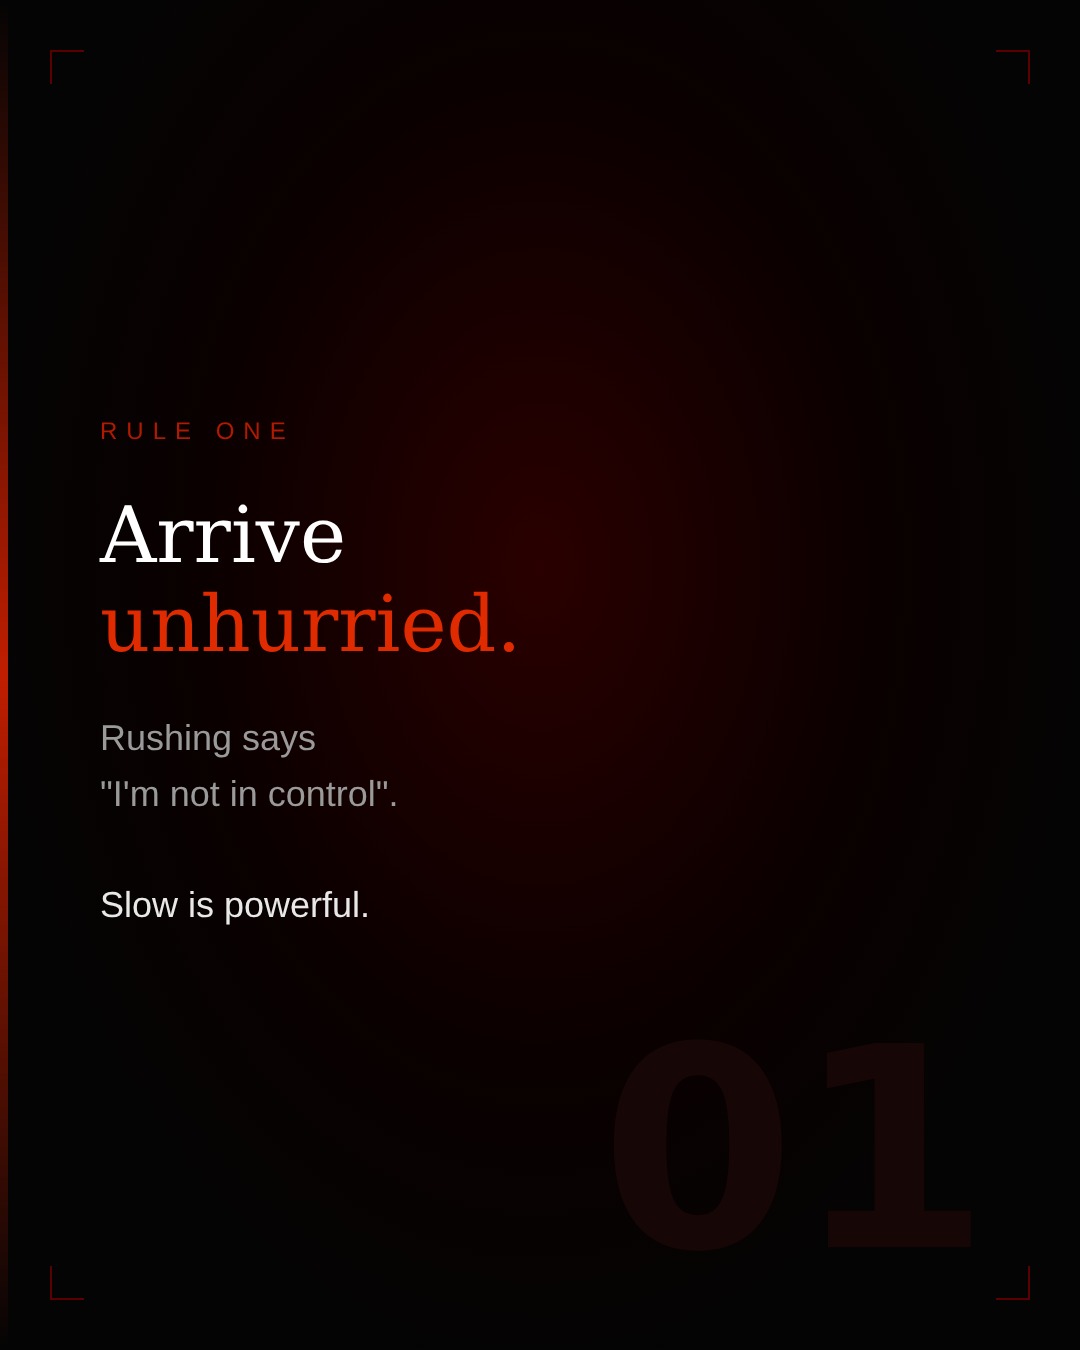 RULE ONE
Arrive
unhurried.
Rushing says
"I'm not in control".
Slow is powerful.
01